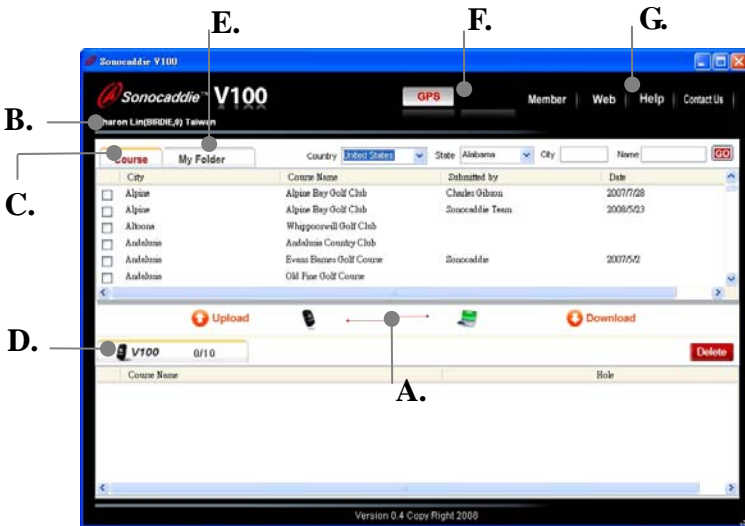 E. F. G.
Sonocaddie V100
Sonocaddie™ V100 GPS Member Web Help Contact Us
B. haron Lin(BIRDIE,0) Taiwan
C. Course My Folder Country United States State Alabama City Name GO
City Course Name Submitted by Date
Alpine Alpine Bay Golf Club Charles Gibson 2007/7/28
Alpine Alpine Bay Golf Club Sonocaddie Team 2008/5/23
Altoona Whippoorwill Golf Club
Andalusia Andalusia Country Club
Andalusia Evans Barnes Golf Course Sonocaddie 2007/5/2
Andalusia Old Pine Golf Course
Upload Download
D. V100 0/10 Delete
Course Name Hole
A.
Version 0.4 Copy Right 2008